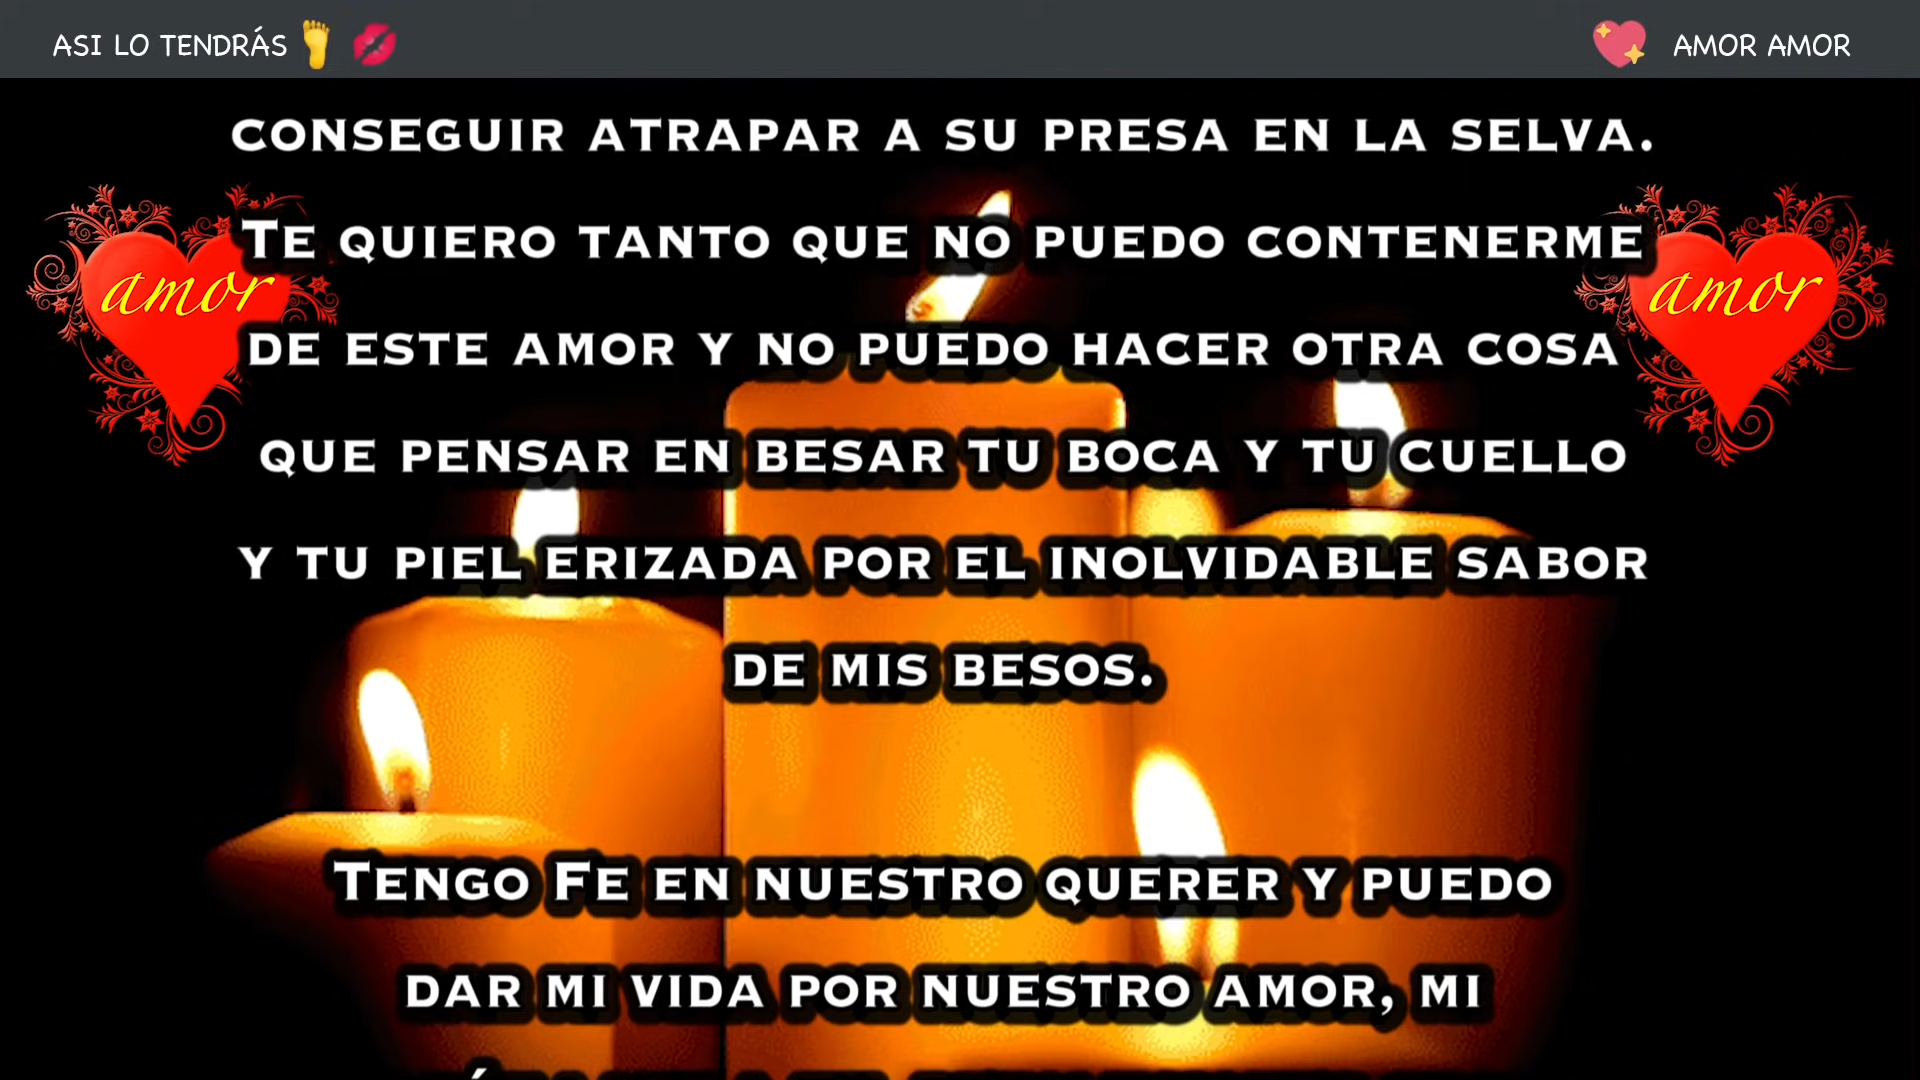 ASI LO TENDRÁS AMOR AMOR
CONSEGUIR ATRAPAR A SU PRESA EN LA SELVA.
TE QUIERO TANTO QUE NO PUEDO CONTENERME
amor amor
DE ESTE AMOR Y NO PUEDO HACER OTRA COSA
QUE PENSAR EN BESAR TU BOCA Y TU CUELLO
Y TU PIEL ERIZADA POR EL INOLVIDABLE SABOR
DE MIS BESOS.
TENGO FE EN NUESTRO QUERER Y PUEDO
DAR MI VIDA POR NUESTRO AMOR, MI